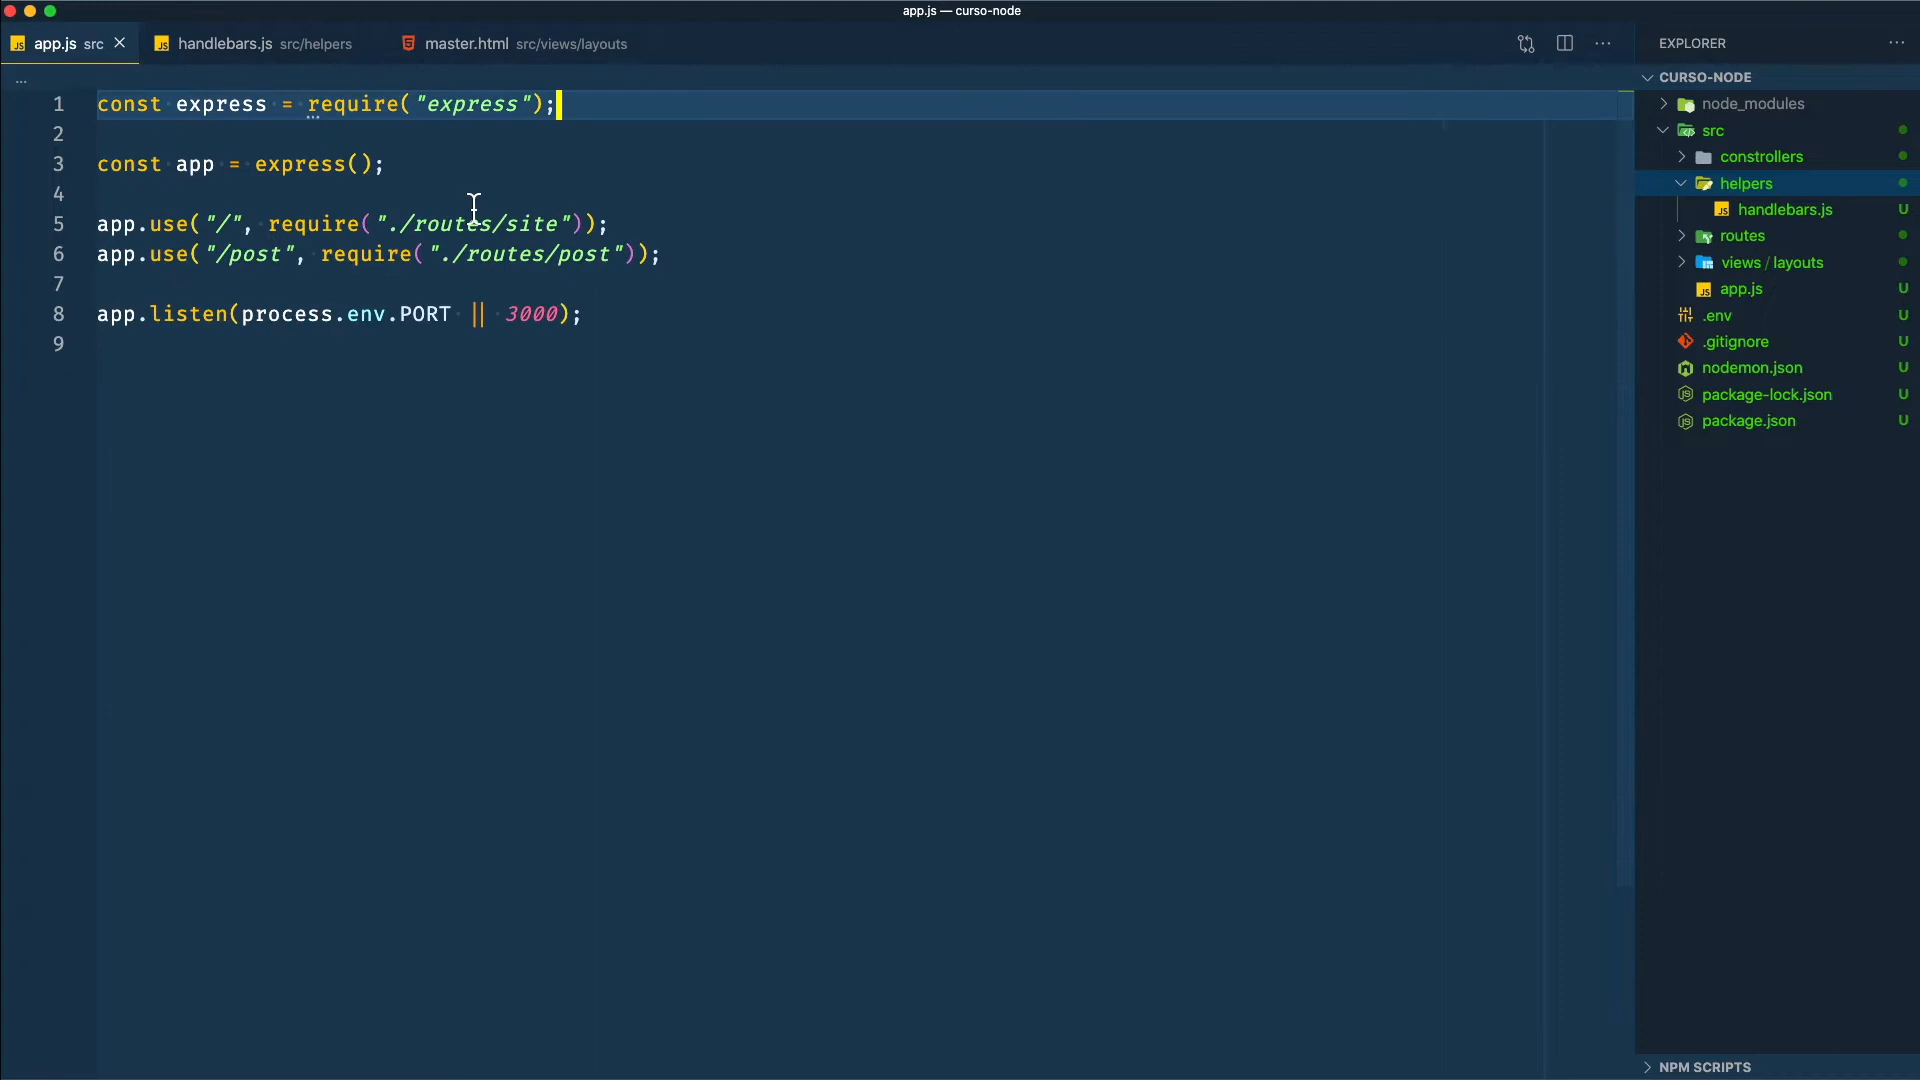 app.js — curso-node
app.js src
handlebars.js src/helpers
master.html src/views/layouts
...
1 const express = require("express");
2
3 const app = express();
4
5 app.use("/", require("./routes/site"));
6 app.use("/post", require("./routes/post"));
7
8 app.listen(process.env.PORT || 3000);
9
EXPLORER
CURSO-NODE
node_modules
src
constrollers
helpers
handlebars.js U
routes
views / layouts
app.js U
.env
.gitignore U
nodemon.json U
package-lock.json U
package.json U
NPM SCRIPTS